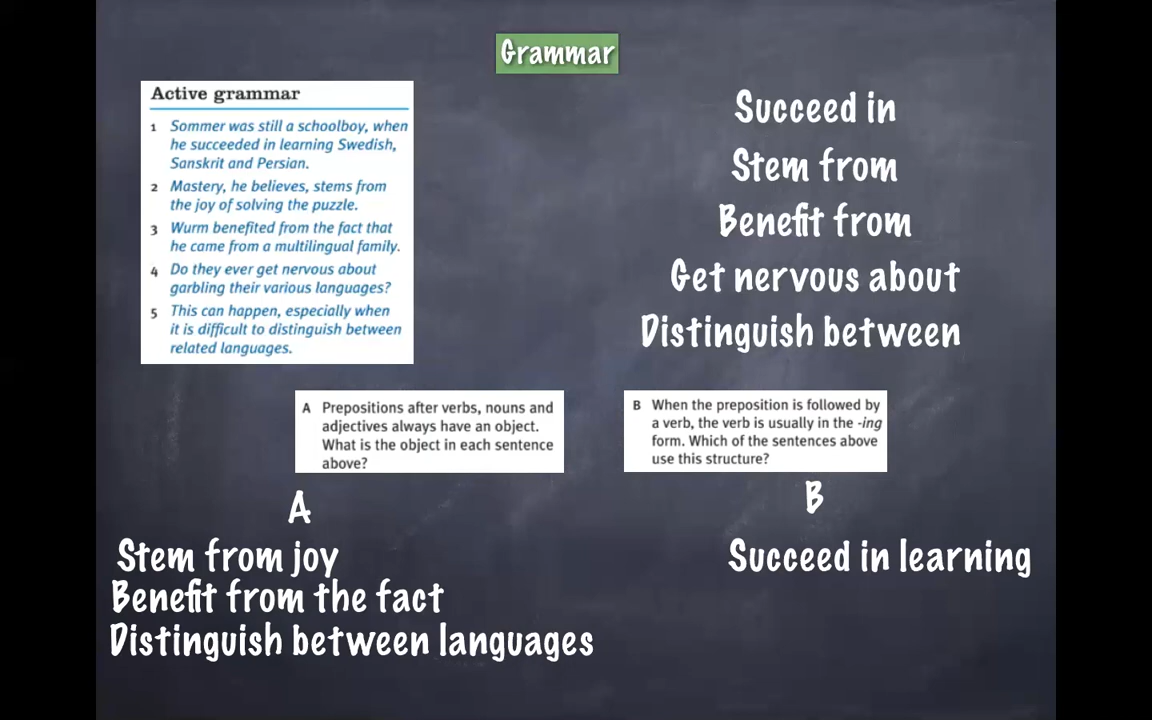 Grammar
Active grammar
1 Sommer was still a schoolboy, when
he succeeded in learning Swedish,
Sanskrit and Persian.
2 Mastery, he believes, stems from
the joy of solving the puzzle.
3 Wurm benefited from the fact that
he came from a multilingual family.
4 Do they ever get nervous about
garbling their various languages?
5 This can happen, especially when
it is difficult to distinguish between
related languages.
Succeed in
Stem from
Benefit from
Get nervous about
Distinguish between
A Prepositions after verbs, nouns and
adjectives always have an object.
What is the object in each sentence
above?
B When the preposition is followed by
a verb, the verb is usually in the -ing
form. Which of the sentences above
use this structure?
A
Stem from joy
Benefit from the fact
Distinguish between languages
B
Succeed in learning